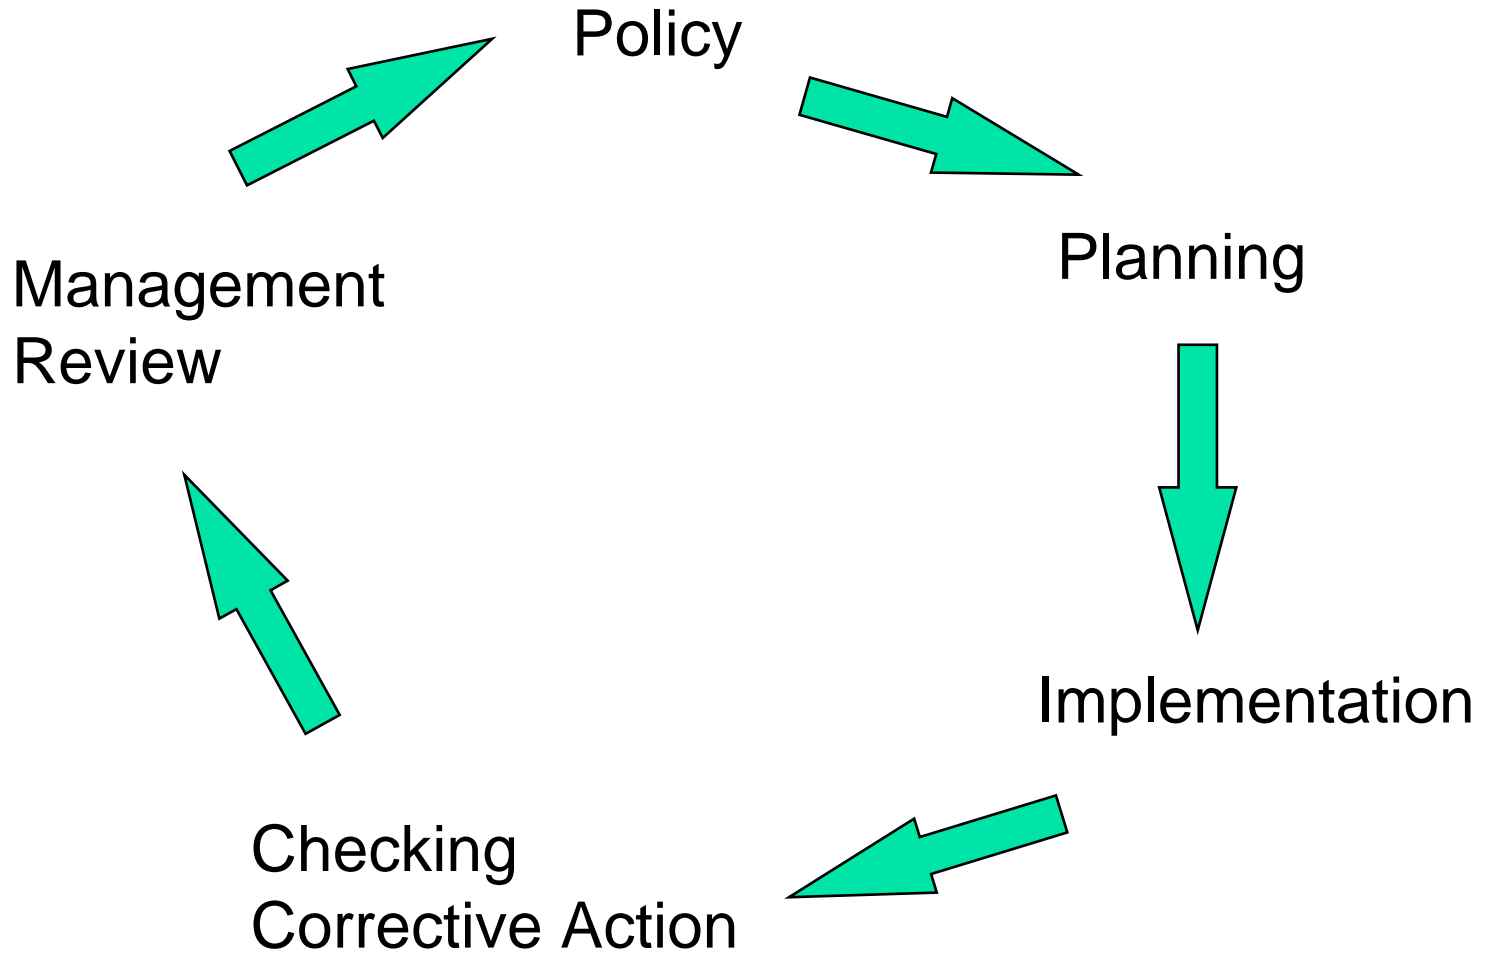 Policy
Planning
Management
Review
Implementation
Checking
Corrective Action